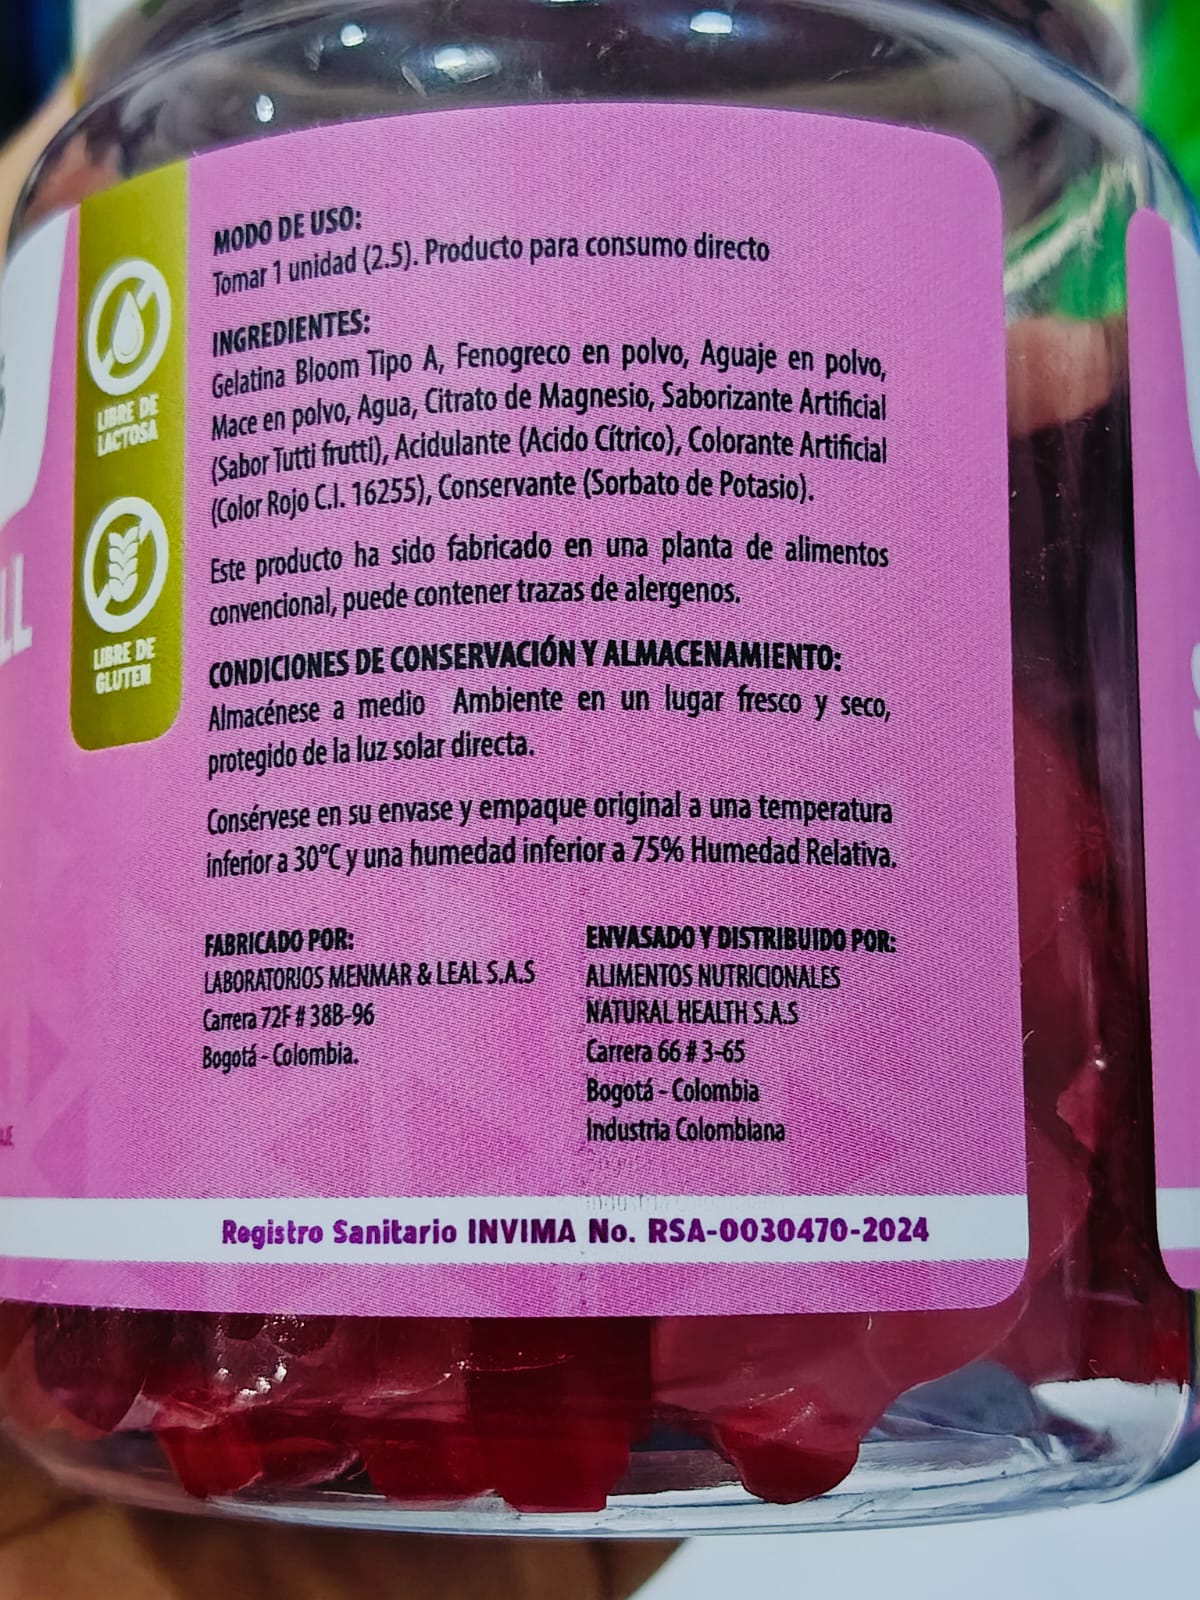 MODO DE USO:
Tomar 1 unidad (2.5). Producto para consumo directo
INGREDIENTES:
Gelatina Bloom Tipo A, Fenogreco en polvo, Aguaje en polvo,
Mace en polvo, Agua, Citrato de Magnesio, Saborizante Artificial
(Sabor Tutti frutti), Acidulante (Acido Cítrico), Colorante Artificial
(Color Rojo C.I. 16255), Conservante (Sorbato de Potasio).
Este producto ha sido fabricado en una planta de alimentos
convencional, puede contener trazas de alergenos.
CONDICIONES DE CONSERVACIÓN Y ALMACENAMIENTO:
Almacénese a medio Ambiente en un lugar fresco y seco,
protegido de la luz solar directa.
Consérvese en su envase y empaque original a una temperatura
inferior a 30°C y una humedad inferior a 75% Humedad Relativa.
FABRICADO POR:
LABORATORIOS MENMAR & LEAL S.A.S
Carrera 72F # 38B-96
Bogotá - Colombia.
ENVASADO Y DISTRIBUIDO POR:
ALIMENTOS NUTRICIONALES
NATURAL HEALTH S.A.S
Carrera 66 # 3-65
Bogotá - Colombia
Industria Colombiana
Registro Sanitario INVIMA No. RSA-0030470-2024
LIBRE DE
LACTOSA
LIBRE DE
GLUTEN
LL